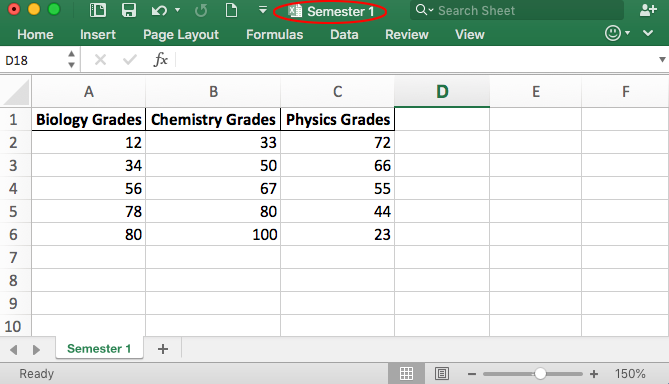 Semester 1
Search Sheet
Home Insert Page Layout Formulas Data Review View
D18 fx
A B C D E F
1 Biology Grades Chemistry Grades Physics Grades
2 12 33 72
3 34 50 66
4 56 67 55
5 78 80 44
6 80 100 23
7
8
9
10
Semester 1 +
Ready - + 150%